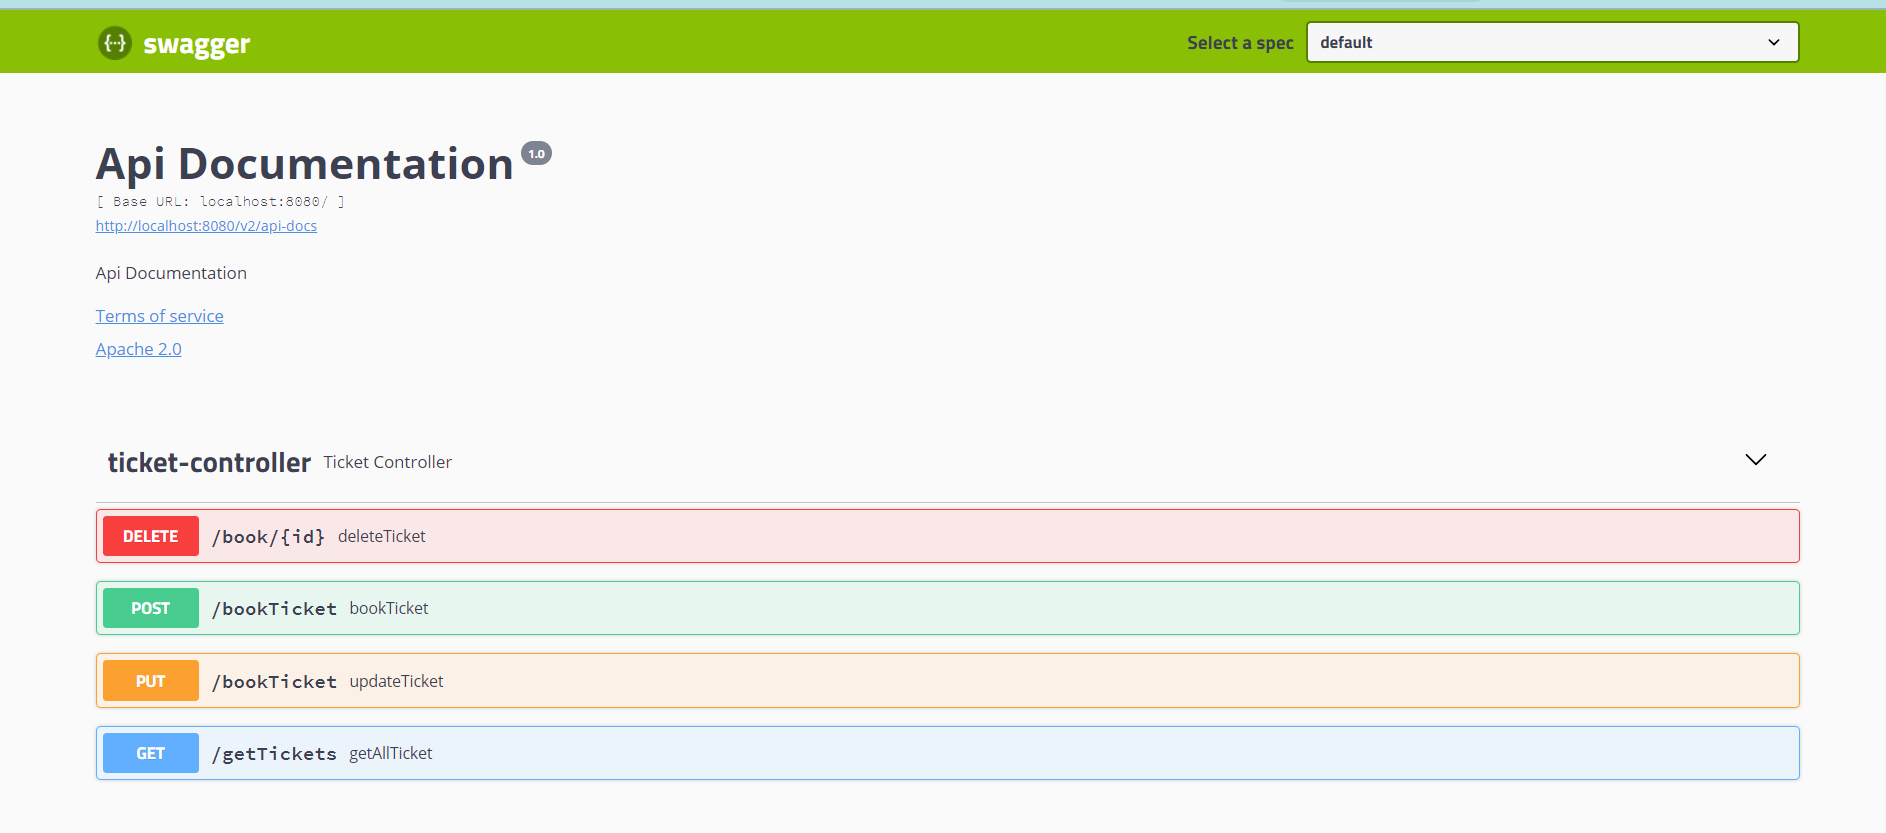 {···} swagger Select a spec default
Api Documentation 1.0
[ Base URL: localhost:8080/ ]
http://localhost:8080/v2/api-docs
Api Documentation
Terms of service
Apache 2.0
ticket-controller Ticket Controller
DELETE /book/{id} deleteTicket
POST /bookTicket bookTicket
PUT /bookTicket updateTicket
GET /getTickets getAllTicket